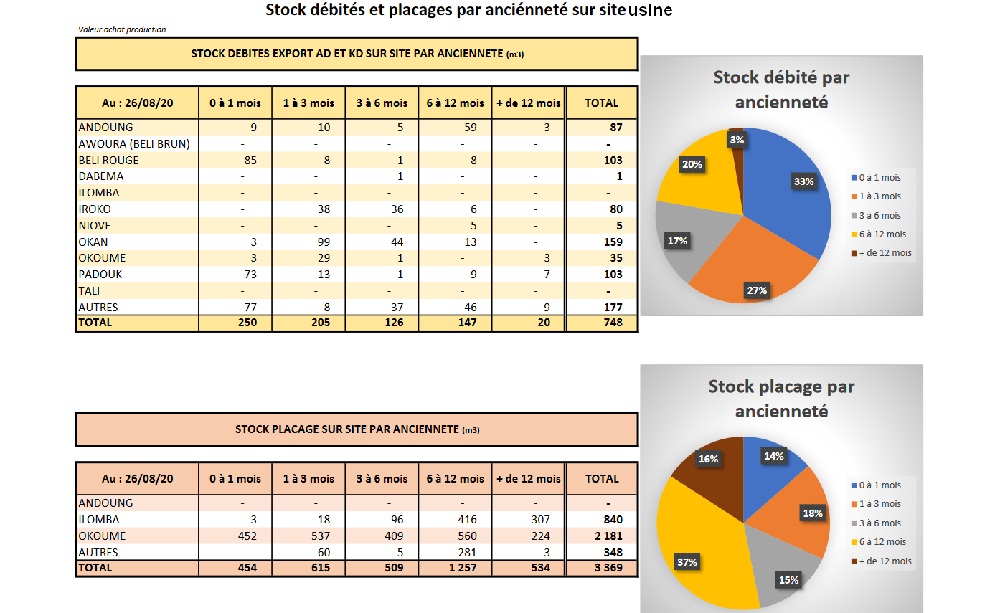 Stock débités et placages par anciénneté sur site usine
Valeur achat production
STOCK DEBITES EXPORT AD ET KD SUR SITE PAR ANCIENNETE (m3)
Au : 26/08/20 0 à 1 mois 1 à 3 mois 3 à 6 mois 6 à 12 mois + de 12 mois TOTAL
ANDOUNG 9 10 5 59 3 87
AWOURA (BELI BRUN) - - - - - -
BELI ROUGE 85 8 1 8 - 103
DABEMA - - 1 - - 1
ILOMBA - - - - - -
IROKO - 38 36 6 - 80
NIOVE - - - 5 - 5
OKAN 3 99 44 13 - 159
OKOUME 3 29 1 - 3 35
PADOUK 73 13 1 9 7 103
TALI - - - - - -
AUTRES 77 8 37 46 9 177
TOTAL 250 205 126 147 20 748
Stock débité par
ancienneté
3%
20%
33%
17%
27%
0 à 1 mois
1 à 3 mois
3 à 6 mois
6 à 12 mois
+ de 12 mois
STOCK PLACAGE SUR SITE PAR ANCIENNETE (m3)
Au : 26/08/20 0 à 1 mois 1 à 3 mois 3 à 6 mois 6 à 12 mois + de 12 mois TOTAL
ANDOUNG - - - - - -
ILOMBA 3 18 96 416 307 840
OKOUME 452 537 409 560 224 2 181
AUTRES - 60 5 281 3 348
TOTAL 454 615 509 1 257 534 3 369
Stock placage par
ancienneté
16%
14%
18%
37%
15%
0 à 1 mois
1 à 3 mois
3 à 6 mois
6 à 12 mois
+ de 12 mois